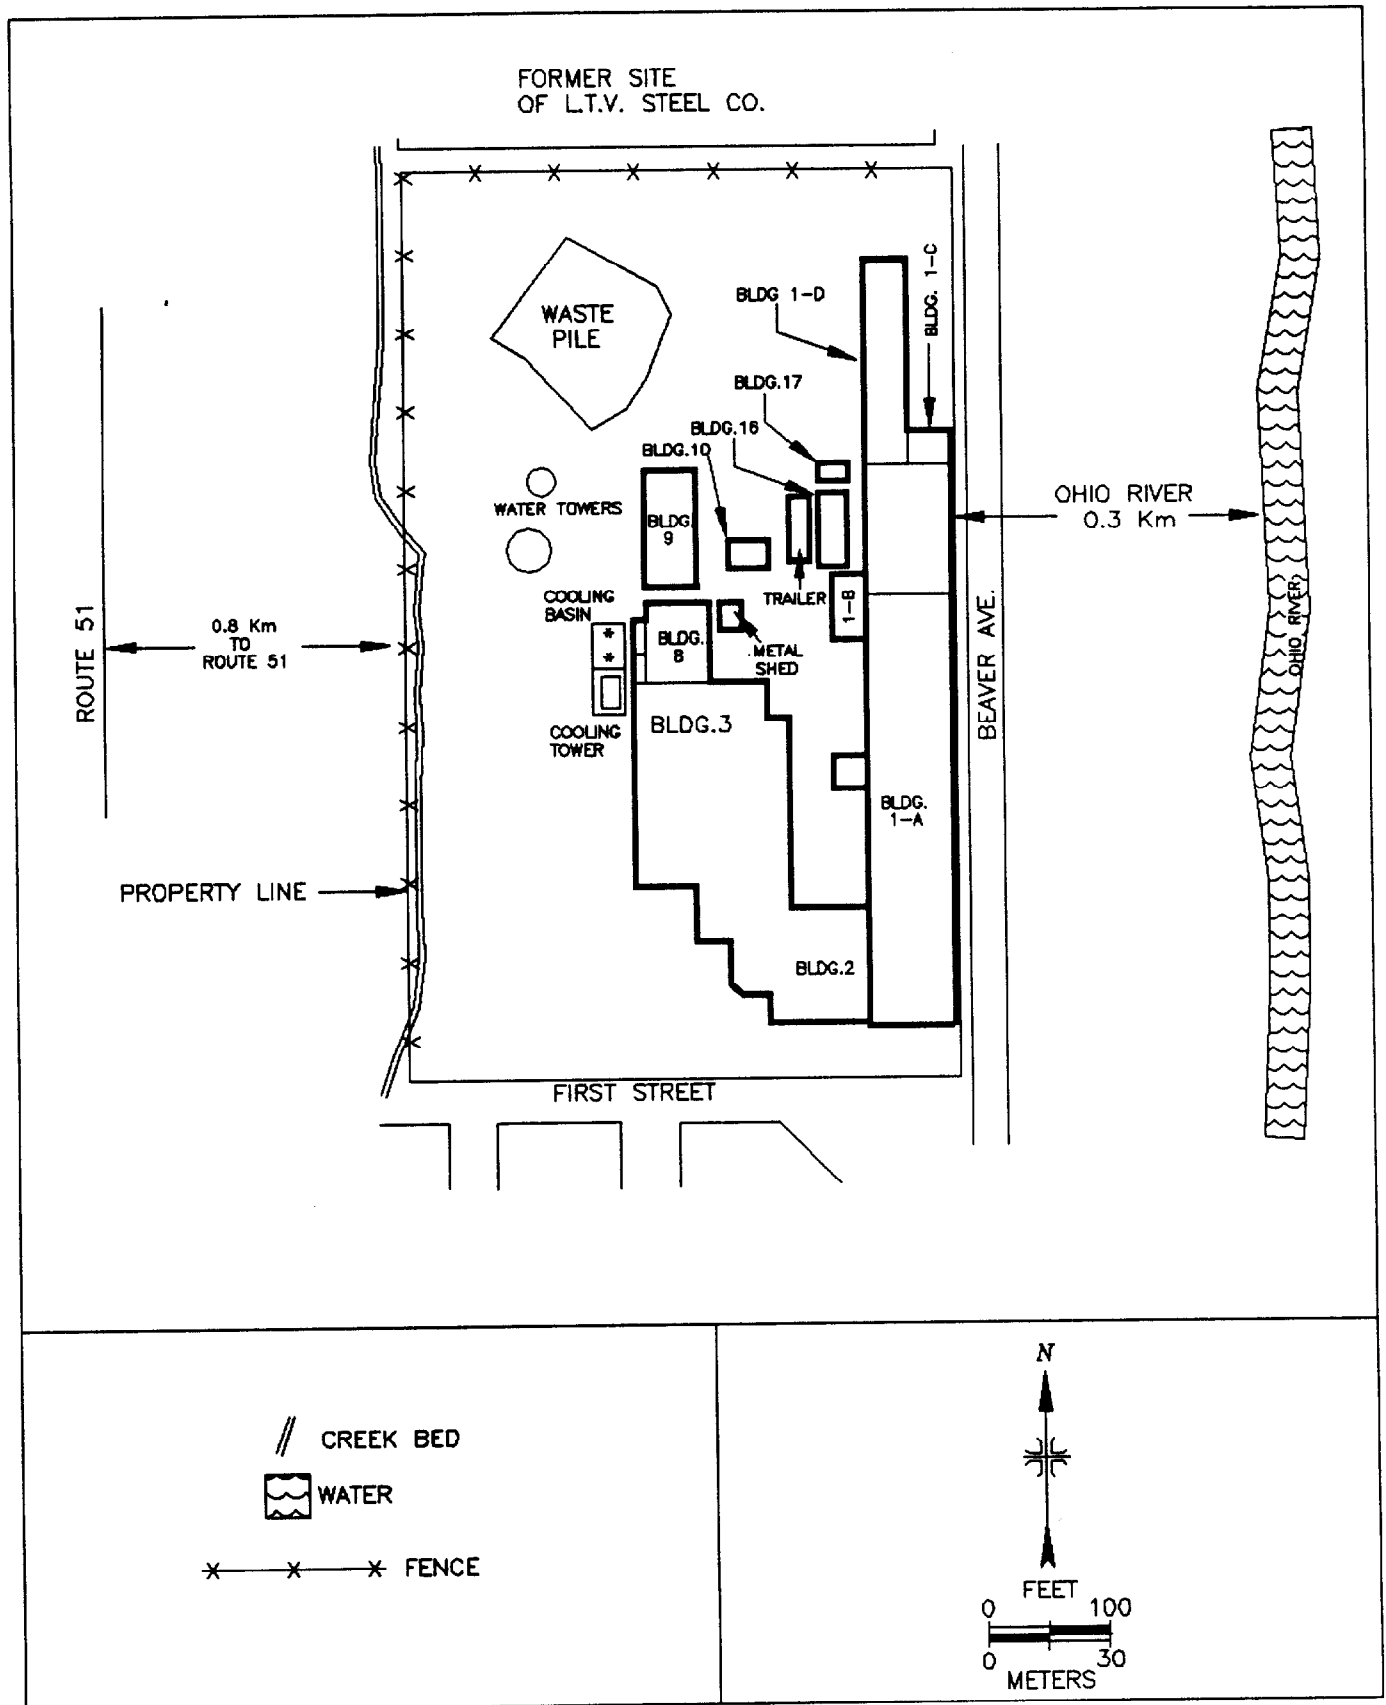 FORMER SITE
OF L.T.V. STEEL CO.
BLDG. 1-C
BLDG 1-D
WASTE
PILE
BLDG.17
BLDG.16
BLDG.10
WATER TOWERS
BLDG.
9
OHIO RIVER
0.3 Km
COOLING
BASIN
TRAILER
1-B
OHIO RIVER
ROUTE 51
0.8 Km
TO
ROUTE 51
*
*
BLDG.
8
METAL
SHED
BEAVER AVE.
COOLING
TOWER
BLDG.3
BLDG.
1-A
PROPERTY LINE
BLDG.2
FIRST STREET
CREEK BED
WATER
FENCE
N
FEET
0 100
0 30
METERS